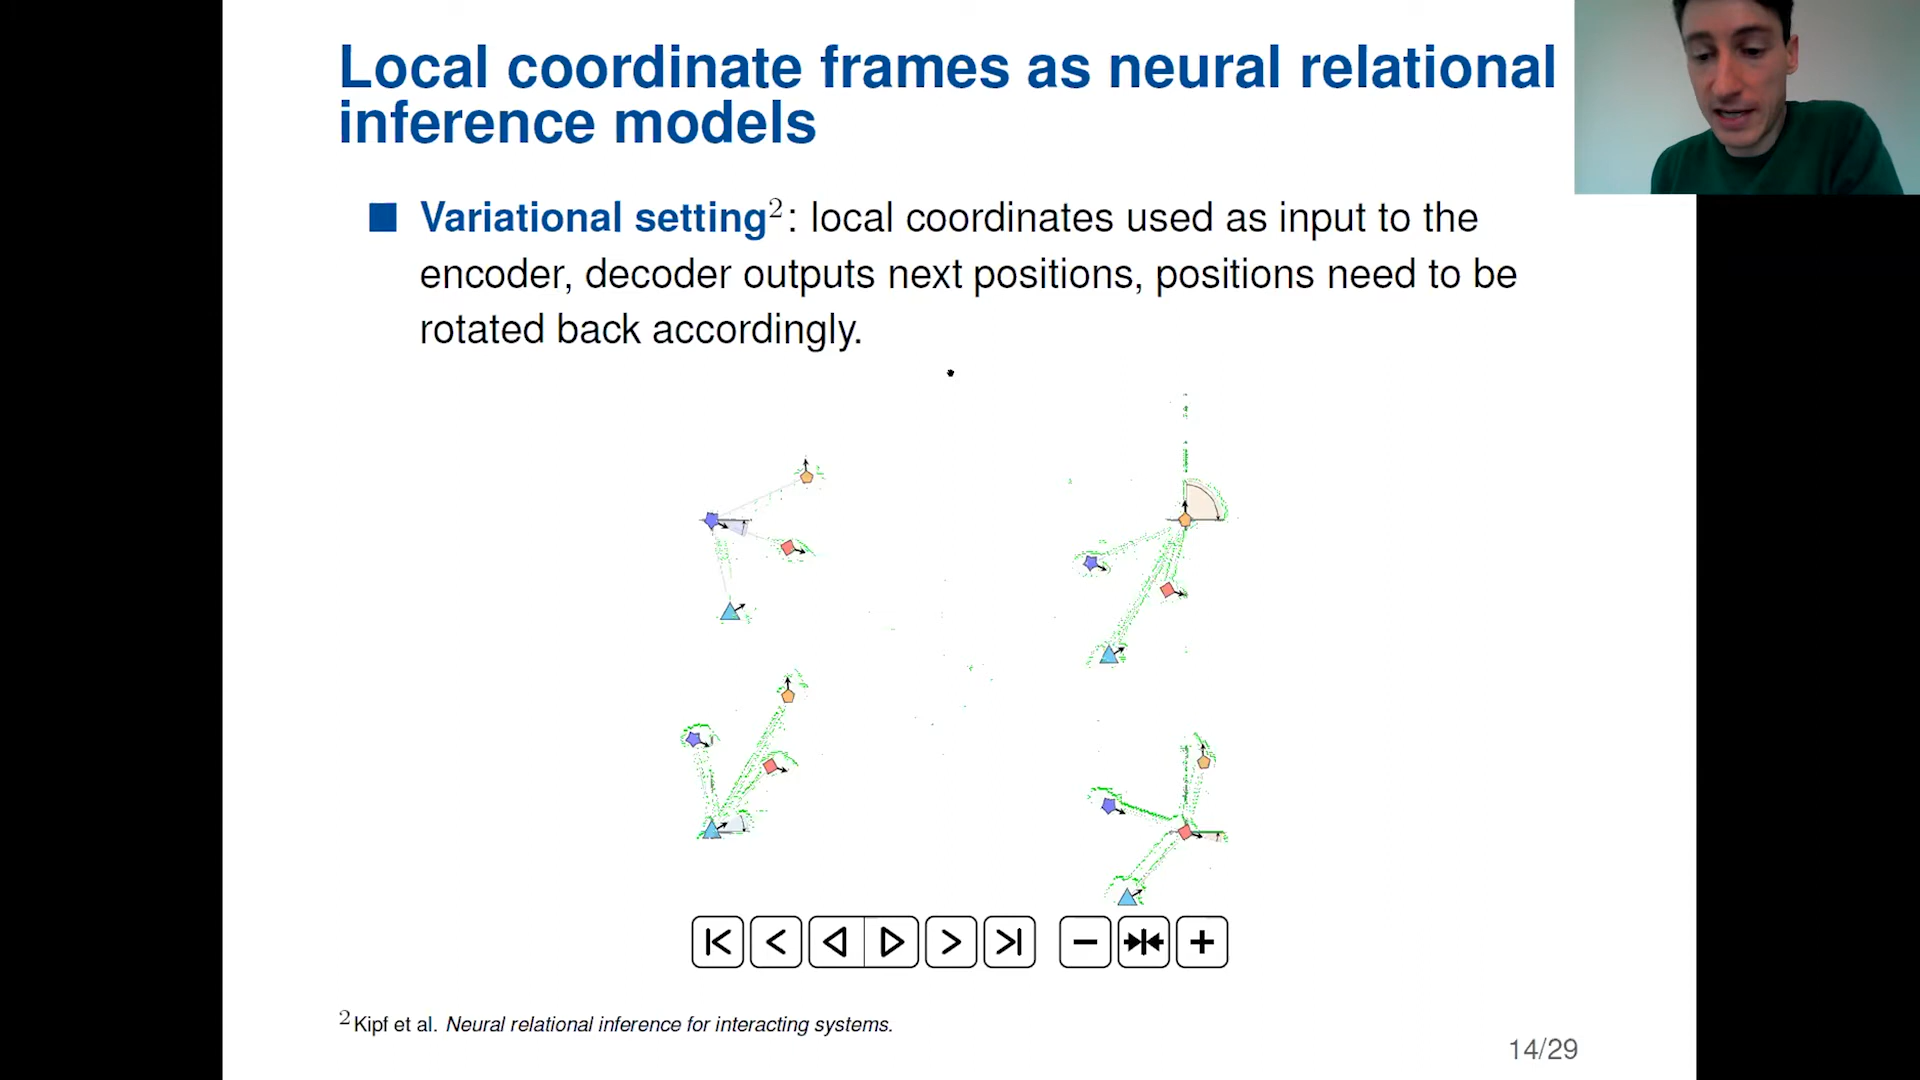 Local coordinate frames as neural relational
inference models
Variational setting²: local coordinates used as input to the
encoder, decoder outputs next positions, positions need to be
rotated back accordingly.
²Kipf et al. Neural relational inference for interacting systems.
14/29